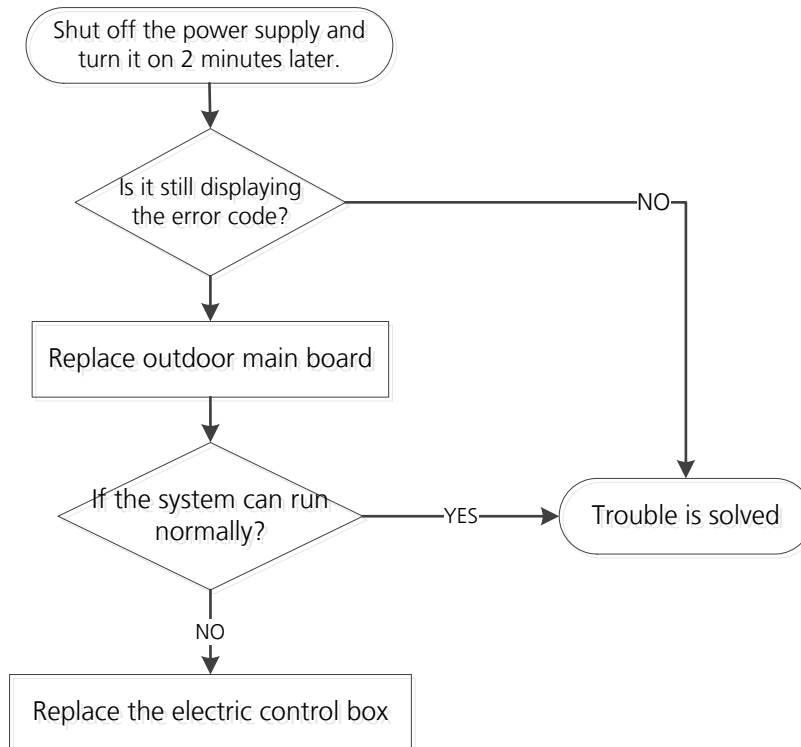 Shut off the power supply and
turn it on 2 minutes later.
Is it still displaying
the error code?
NO
Replace outdoor main board
If the system can run
normally?
YES
Trouble is solved
NO
Replace the electric control box